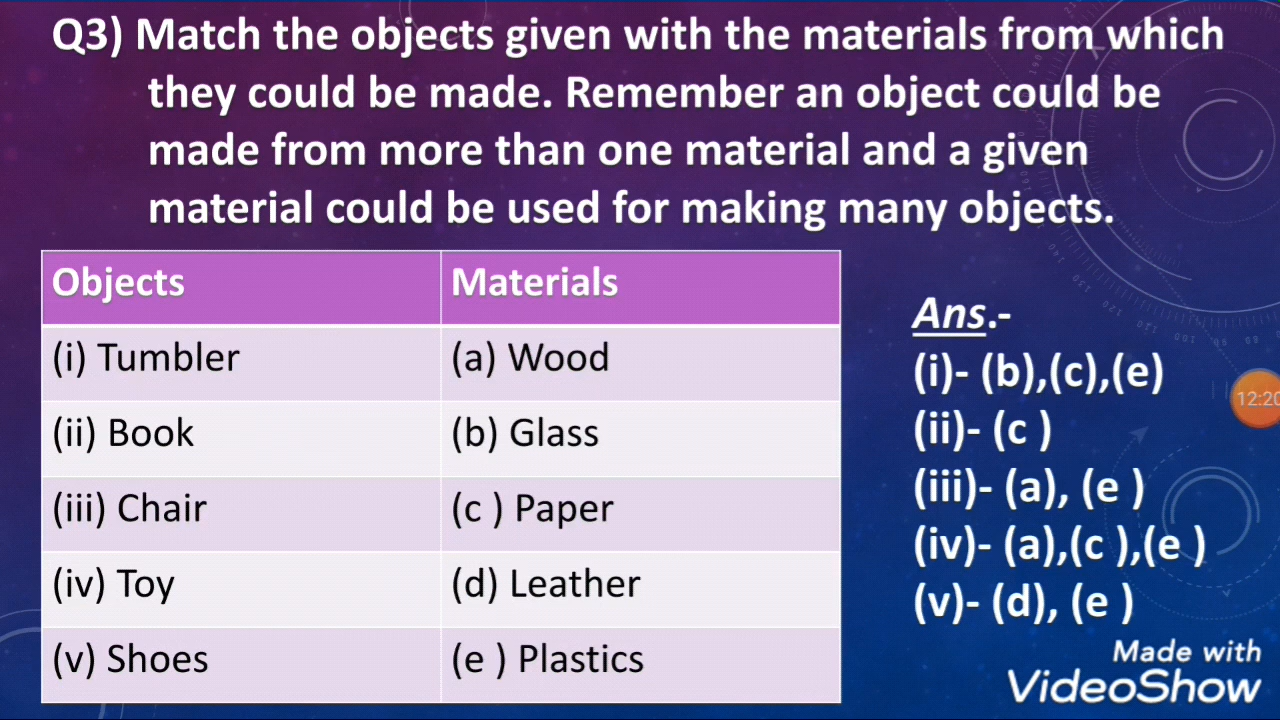 Q3) Match the objects given with the materials from which
they could be made. Remember an object could be
made from more than one material and a given
material could be used for making many objects.
Objects Materials
(i) Tumbler (a) Wood
(ii) Book (b) Glass
(iii) Chair (c ) Paper
(iv) Toy (d) Leather
(v) Shoes (e ) Plastics
Ans.-
(i)- (b),(c),(e)
(ii)- (c )
(iii)- (a), (e )
(iv)- (a),(c ),(e )
(v)- (d), (e )
12:20
Made with
VideoShow